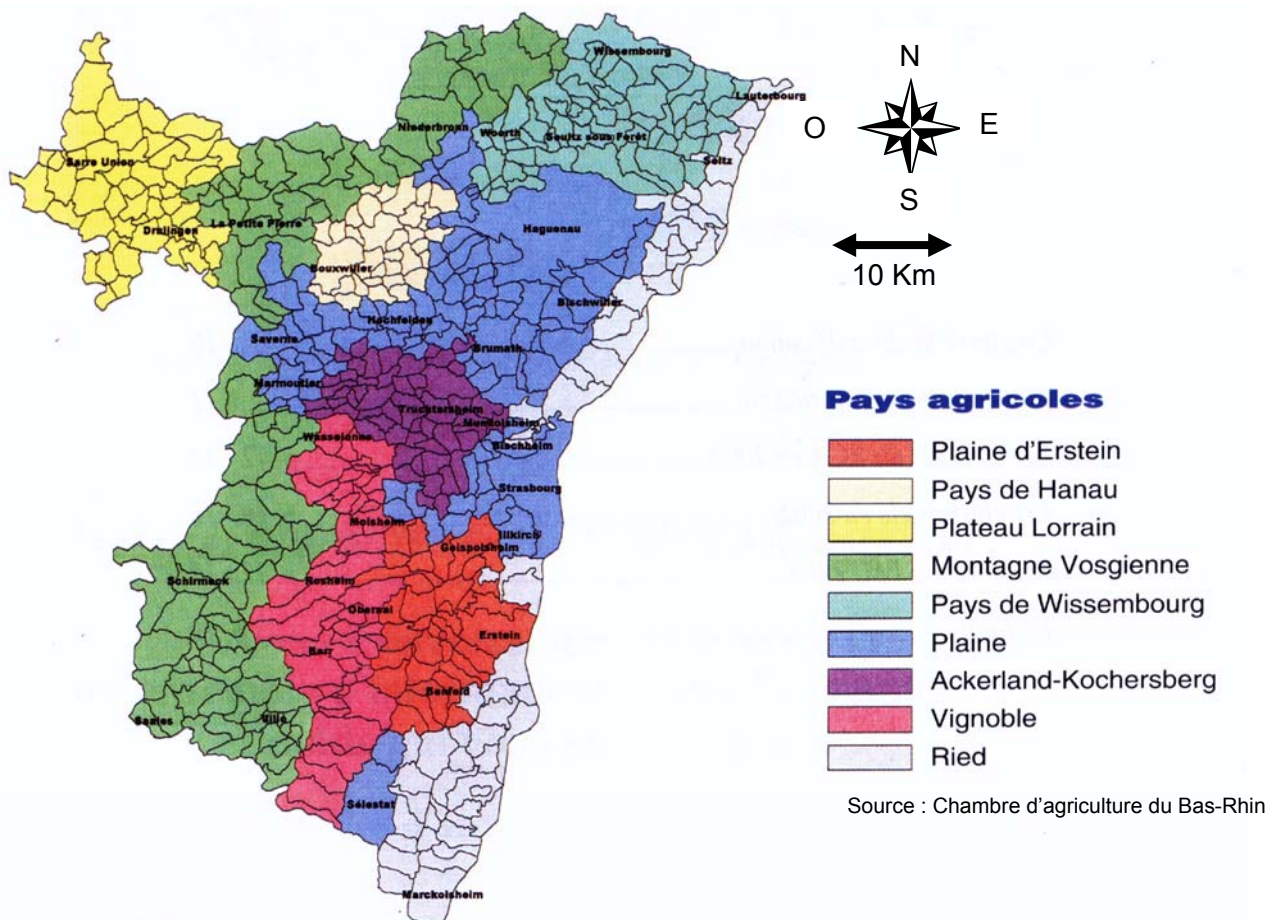 Wissembourg
N
Lauterbourg
O
E
Niederbronn
Woerth
Soultz sous Forêt
Seltz
Sarre Union
S
La Petite Pierre
Drulingen
Haguenau
10 Km
Bouxwiller
Bischwiller
Hochfelden
Saverne
Brumath
Marmoutier
Pays agricoles
Truchtersheim
Mundolsheim
Wasselonne
Bischheim
Plaine d'Erstein
Strasbourg
Pays de Hanau
Molsheim
Plateau Lorrain
Illkirch
Geispolsheim
Montagne Vosgienne
Schirmeck
Rosheim
Pays de Wissembourg
Obernai
Erstein
Plaine
Barr
Ackerland-Kochersberg
Benfeld
Saales
Villé
Vignoble
Ried
Sélestat
Source : Chambre d'agriculture du Bas-Rhin
Marckolsheim